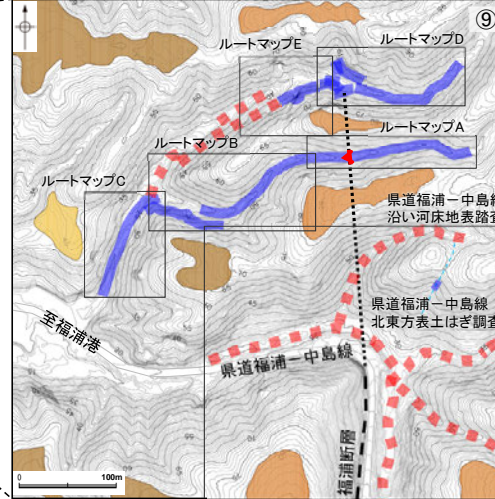 ⑨
ルートマップE
ルートマップD
ルートマップA
ルートマップB
ルートマップC
県道福浦－中島線
沿い河床地表踏査
県道福浦－中島線
北東方表土はぎ調査
至福浦港
県道福浦－中島線
福浦断層
0
100m